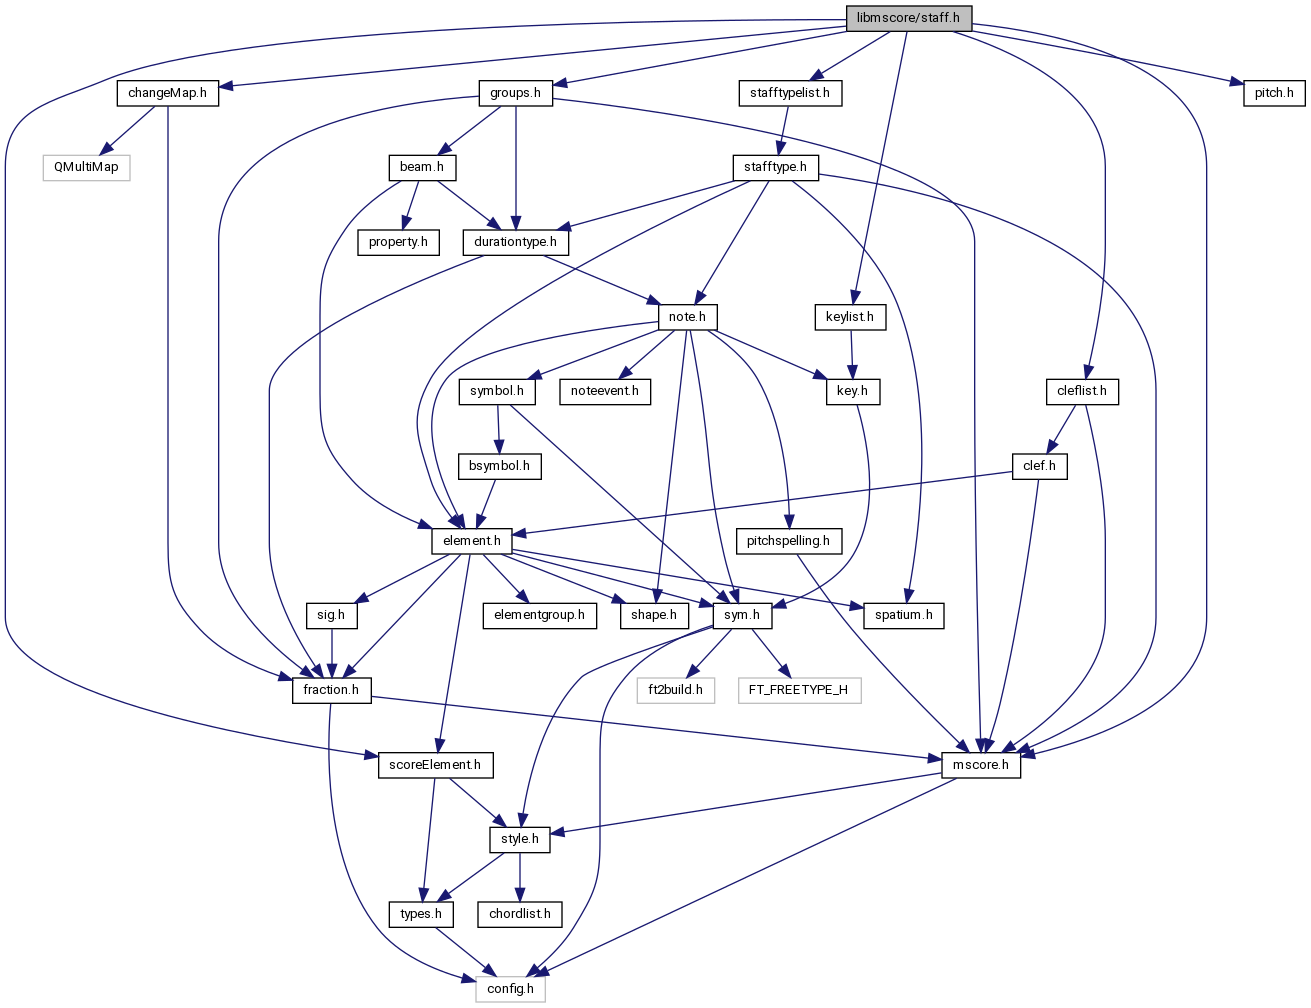 libmscore/staff.h
changeMap.h
groups.h
stafftypelist.h
pitch.h
QMultiMap
beam.h
stafftype.h
property.h
durationtype.h
note.h
keylist.h
symbol.h
noteevent.h
key.h
cleflist.h
bsymbol.h
clef.h
element.h
pitchspelling.h
sig.h
elementgroup.h
shape.h
sym.h
spatium.h
fraction.h
ft2build.h
FT_FREETYPE_H
scoreElement.h
mscore.h
style.h
types.h
chordlist.h
config.h